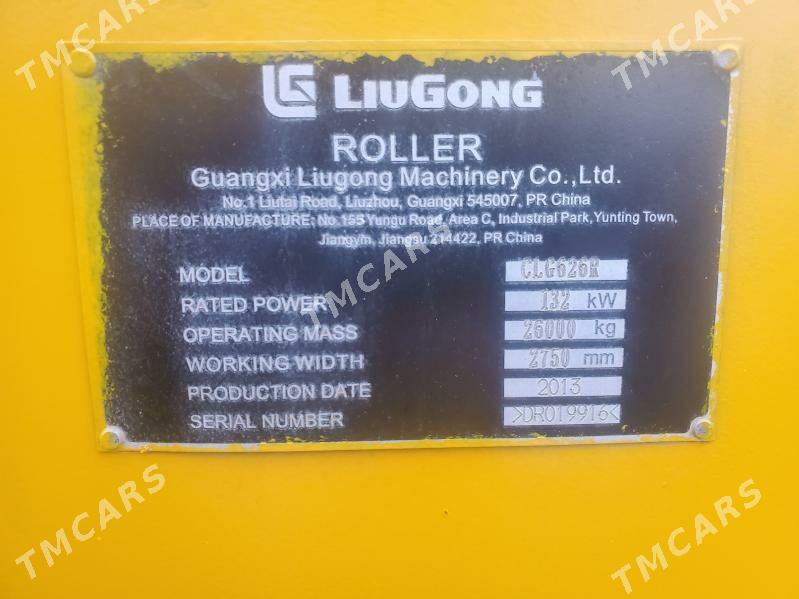 TMCARS
TMCARS
LG LIUGONG
ROLLER
Guangxi Liugong Machinery Co.,Ltd.
No.1 Liutai Road, Liuzhou, Guangxi 545007, PR China
PLACE OF MANUFACTURE: No 155 Yungu Road, Area C, Industrial Park, Yunting Town,
Jiangyin, Jiangsu 214422, PR China
MODEL CLG626R
RATED POWER 132 kW
OPERATING MASS 26000 kg
WORKING WIDTH 2750 mm
PRODUCTION DATE 2013
SERIAL NUMBER >DR019916<
TMCARS
TMCARS
TMCARS